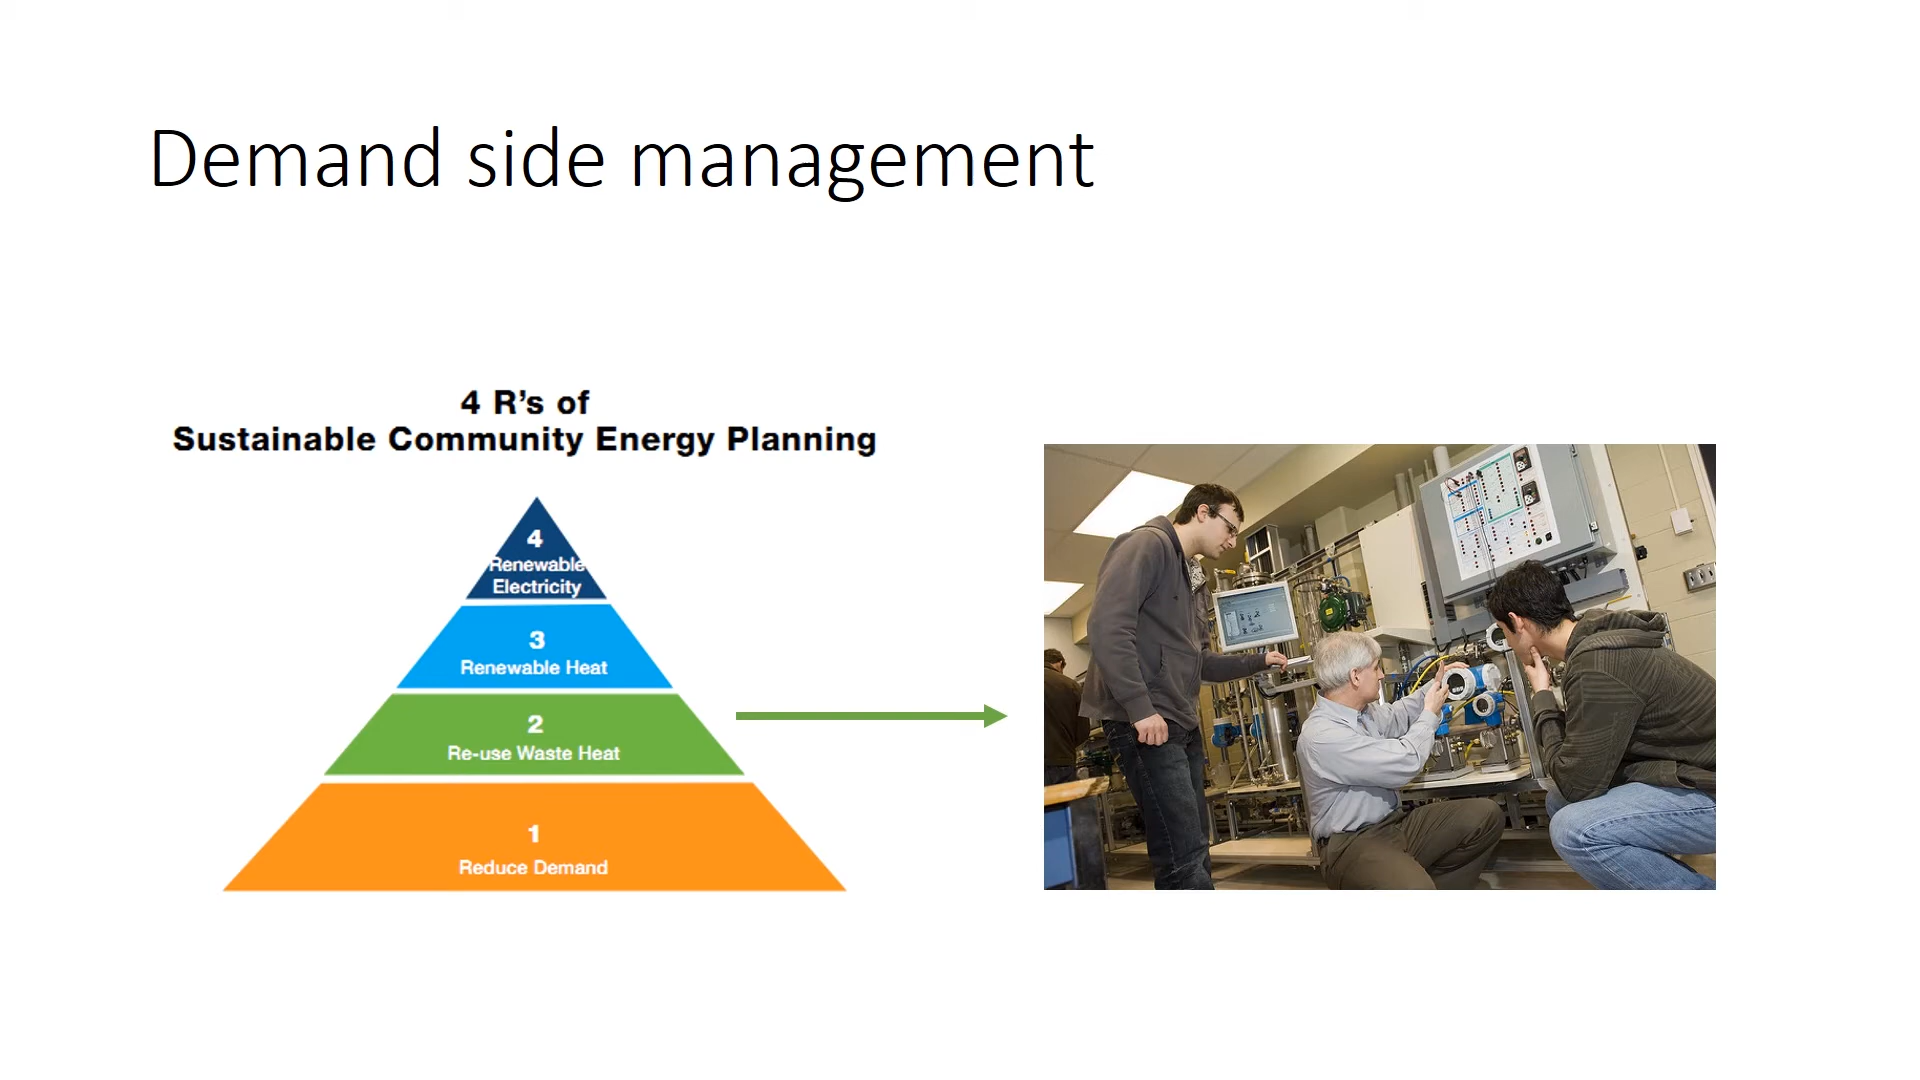 Demand side management
4 R's of
Sustainable Community Energy Planning
4
Renewable
Electricity
3
Renewable Heat
2
Re-use Waste Heat
1
Reduce Demand